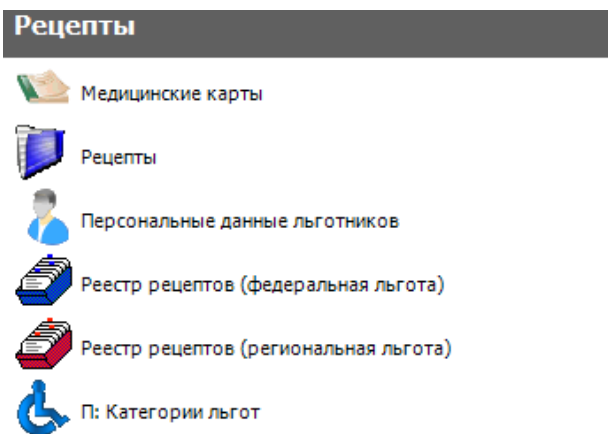 Рецепты
Медицинские карты
Рецепты
Персональные данные льготников
Реестр рецептов (федеральная льгота)
Реестр рецептов (региональная льгота)
П: Категории льгот